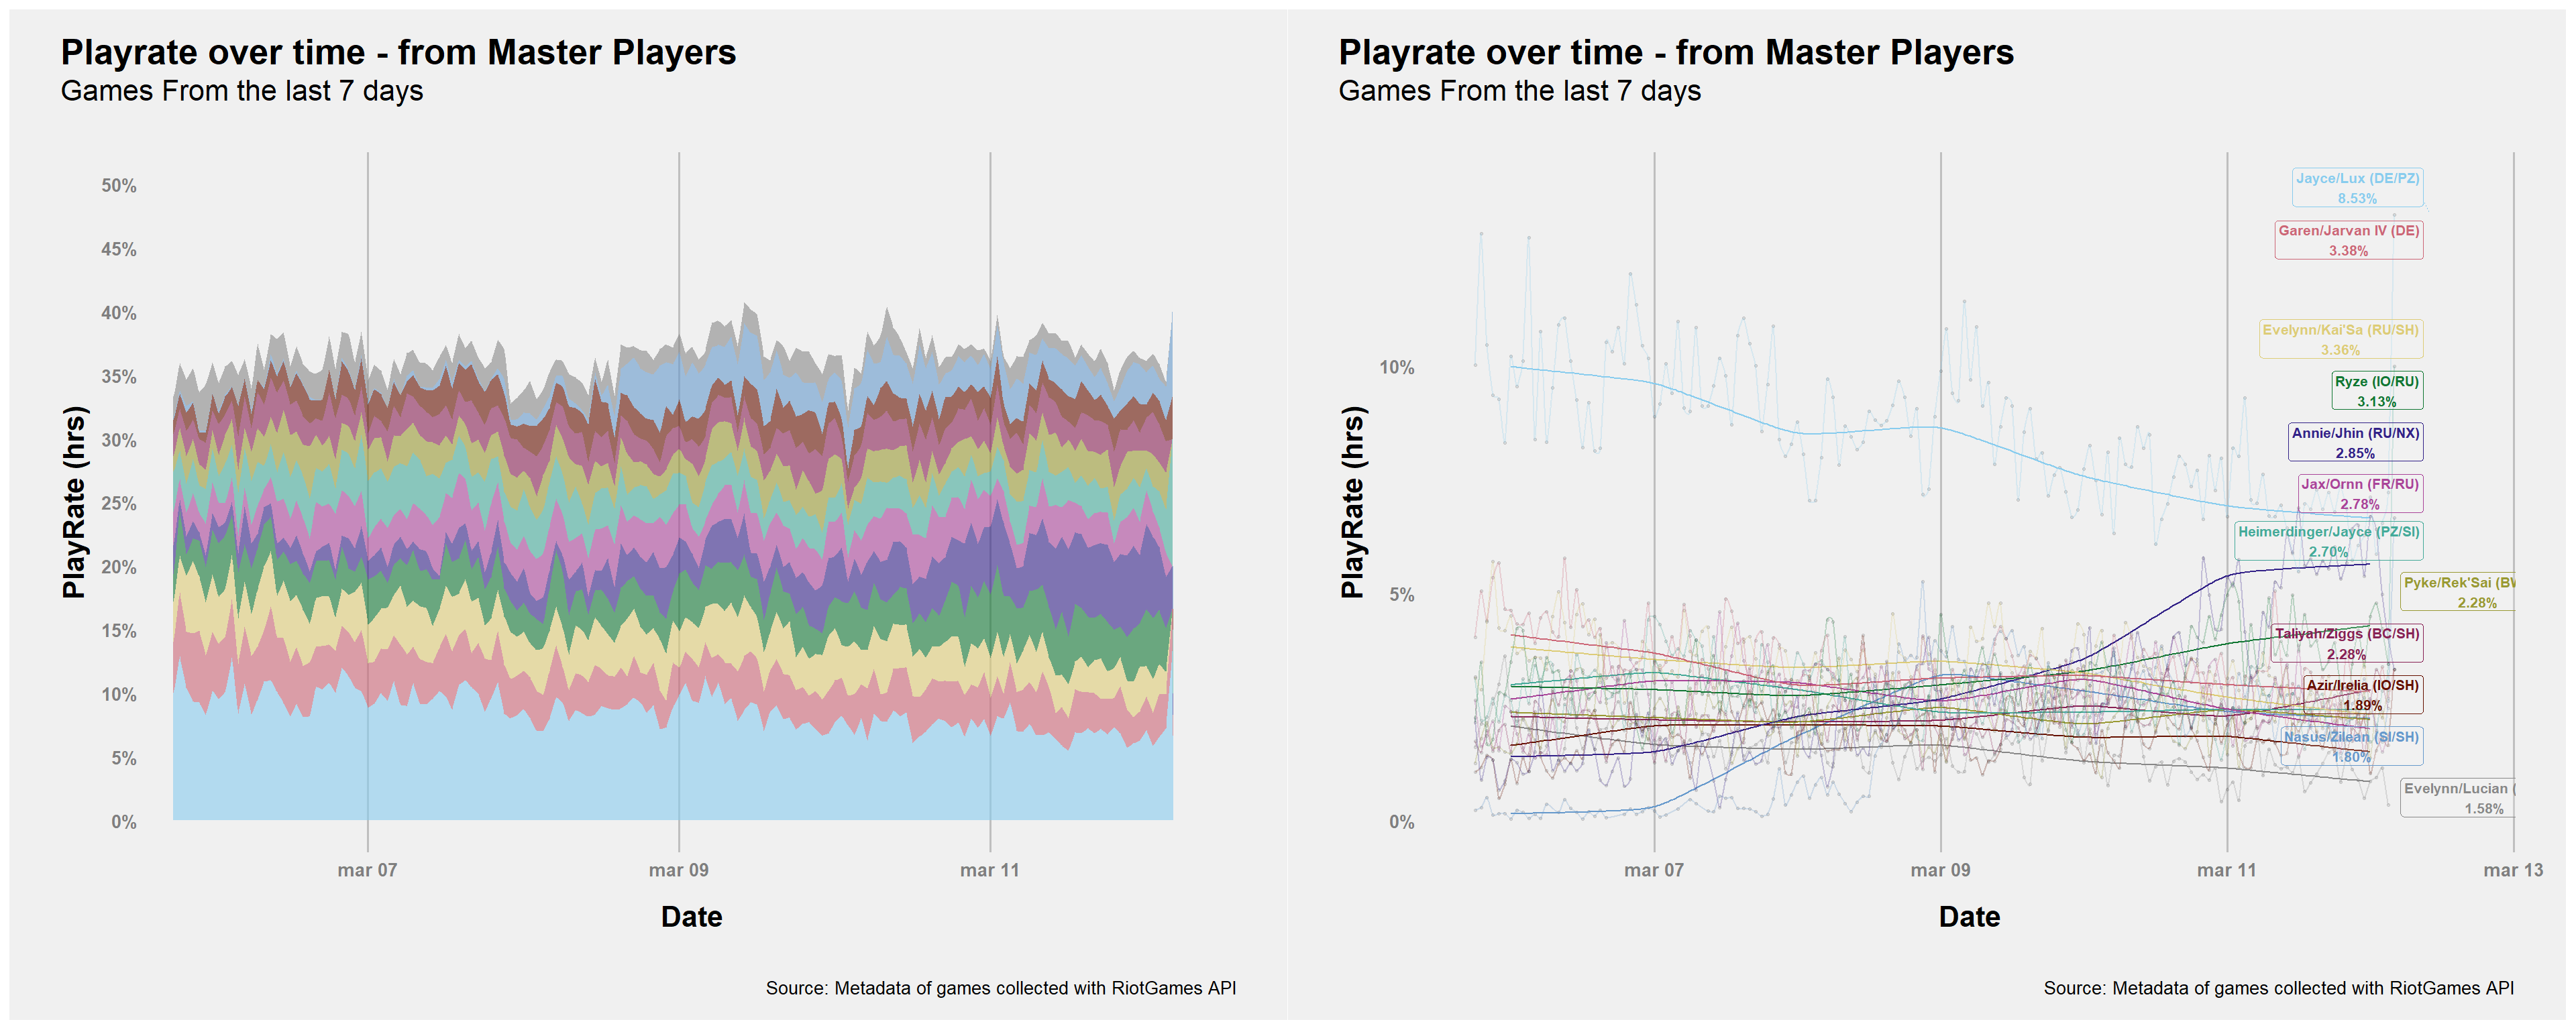 Playrate over time - from Master Players
Games From the last 7 days
PlayRate (hrs)
50%
45%
40%
35%
30%
25%
20%
15%
10%
5%
0%
mar 07
mar 09
mar 11
Date
Source: Metadata of games collected with RiotGames API
Playrate over time - from Master Players
Games From the last 7 days
PlayRate (hrs)
10%
5%
0%
Jayce/Lux (DE/PZ)
8.53%
Garen/Jarvan IV (DE)
3.38%
Evelynn/Kai'Sa (RU/SH)
3.36%
Ryze (IO/RU)
3.13%
Annie/Jhin (RU/NX)
2.85%
Jax/Ornn (FR/RU)
2.78%
Heimerdinger/Jayce (PZ/SI)
2.70%
Pyke/Rek'Sai (BW
2.28%
Taliyah/Ziggs (BC/SH)
2.28%
Azir/Irelia (IO/SH)
1.89%
Nasus/Zilean (SI/SH)
1.80%
Evelynn/Lucian (
1.58%
mar 07
mar 09
mar 11
mar 13
Date
Source: Metadata of games collected with RiotGames API